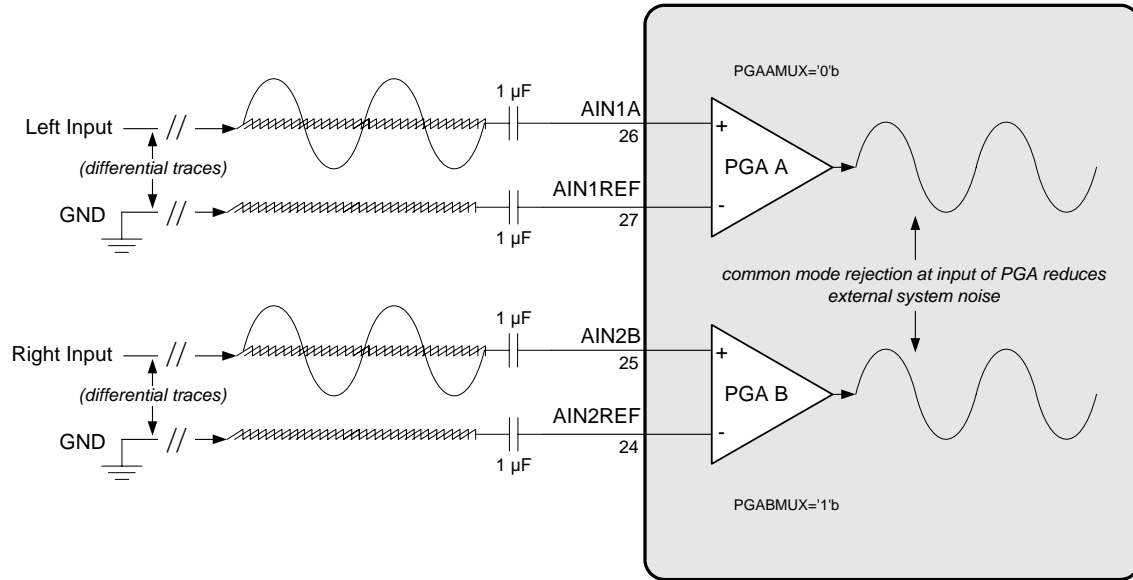 PGAAMUX='0'b
1 µF
AIN1A
Left Input
26
+
(differential traces)
PGA A
AIN1REF
-
GND
27
1 µF
common mode rejection at input of PGA reduces
external system noise
1 µF
AIN2B
Right Input
25
+
(differential traces)
PGA B
AIN2REF
-
GND
24
1 µF
PGABMUX='1'b